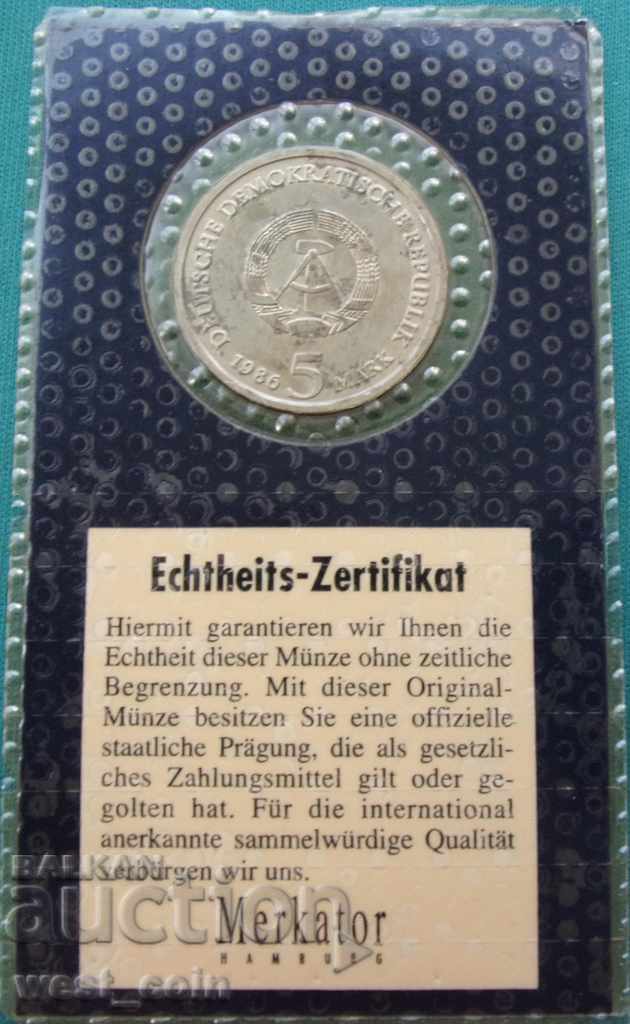 DEUTSCHE DEMOKRATISCHE REPUBLIK
1986 5 MARK
Echtheits-Zertifikat
Hiermit garantieren wir Ihnen die
Echtheit dieser Münze ohne zeitliche
Begrenzung. Mit dieser Original-
Münze besitzen Sie eine offizielle
staatliche Prägung, die als gesetzli-
ches Zahlungsmittel gilt oder ge-
golten hat. Für die international
anerkannte sammelwürdige Qualität
verbürgen wir uns.
Merkator
HAMBURG
BALKAN
auction
west_coin